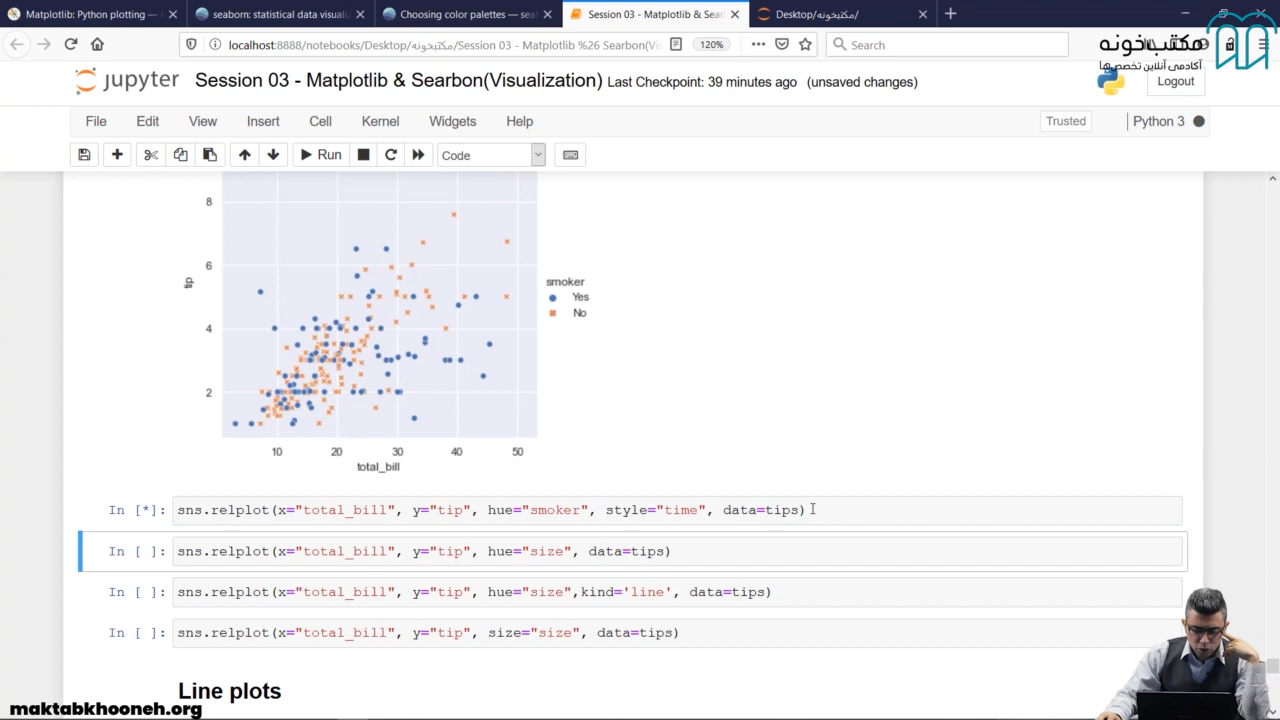 Matplotlib: Python plotting —
seaborn: statistical data visuali
Choosing color palettes — seal
Session 03 - Matplotlib & Sear
Desktop/مکتبخونه/
localhost:8888/notebooks/Desktop/مکتبخونه/Session 03 - Matplotlib %26 Searbon(Vi
120%
Search
مکتب‌خونه
آکادمی آنلاین تخصص‌ها
jupyter
Session 03 - Matplotlib & Searbon(Visualization)
Last Checkpoint: 39 minutes ago (unsaved changes)
Logout
File Edit View Insert Cell Kernel Widgets Help
Trusted
Python 3
Run
Code
8
6
4
2
tip
10 20 30 40 50
total_bill
smoker
Yes
No
In [*]: sns.relplot(x="total_bill", y="tip", hue="smoker", style="time", data=tips)
In [ ]: sns.relplot(x="total_bill", y="tip", hue="size", data=tips)
In [ ]: sns.relplot(x="total_bill", y="tip", hue="size",kind='line', data=tips)
In [ ]: sns.relplot(x="total_bill", y="tip", size="size", data=tips)
Line plots
maktabkhooneh.org